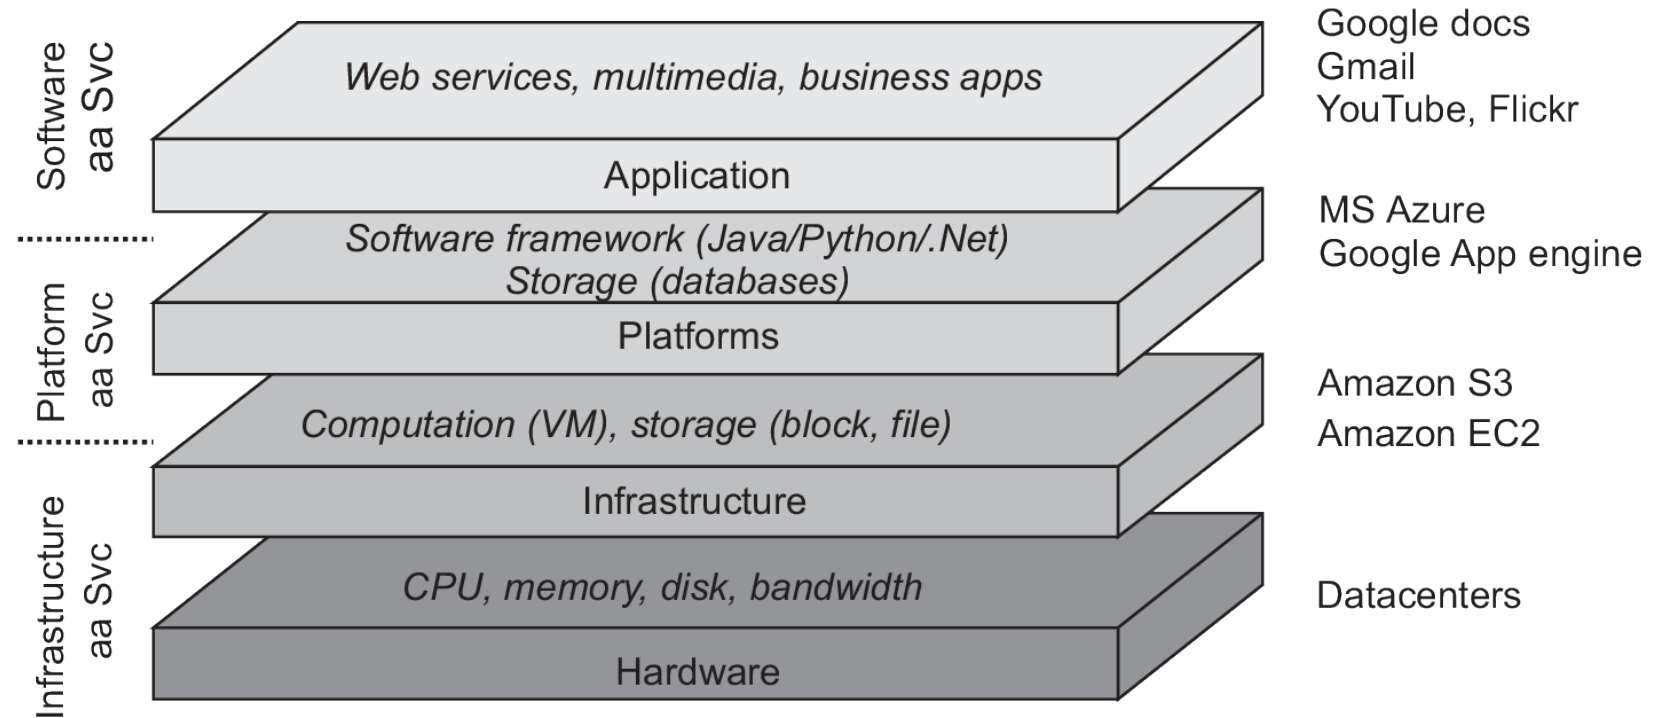 Software
aa Svc
Web services, multimedia, business apps
Application
Google docs
Gmail
YouTube, Flickr
Platform
aa Svc
Software framework (Java/Python/.Net)
Storage (databases)
Platforms
MS Azure
Google App engine
Infrastructure
aa Svc
Computation (VM), storage (block, file)
Infrastructure
Amazon S3
Amazon EC2
CPU, memory, disk, bandwidth
Hardware
Datacenters